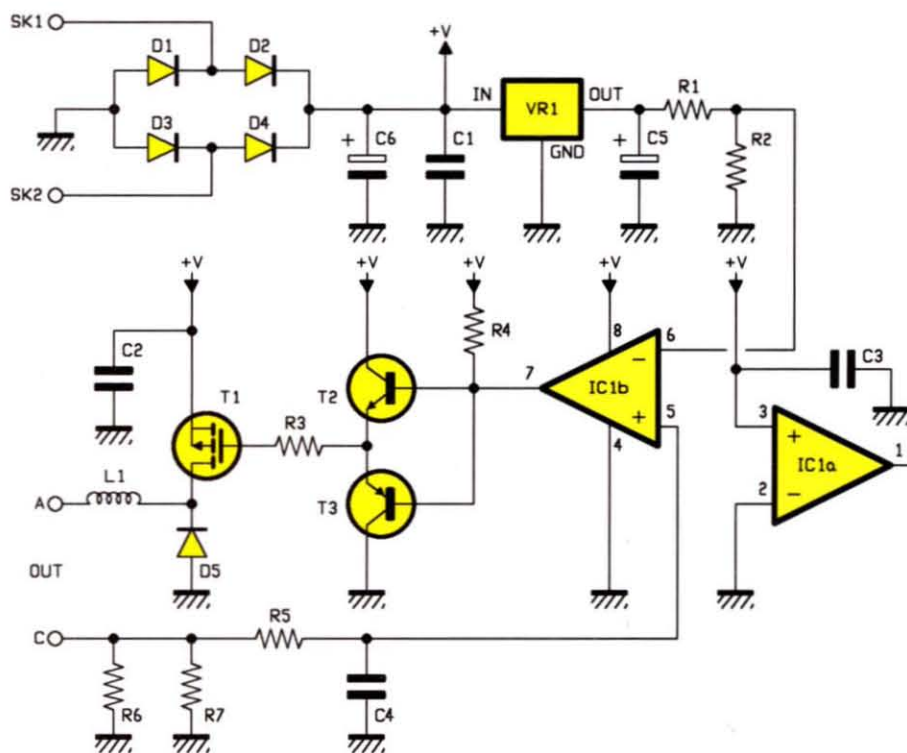 SK1
D1 D2
+V
IN VR1 OUT R1
D3 D4
+ C6 C1 GND + C5 R2
SK2
+V +V +V +V +V
R4
C2 8 6 C3
T1 T2 7 - IC1b
R3 + 5 3
4 + IC1a 1
L1 2 -
A T3
OUT D5
R5
C
R6 R7 C4